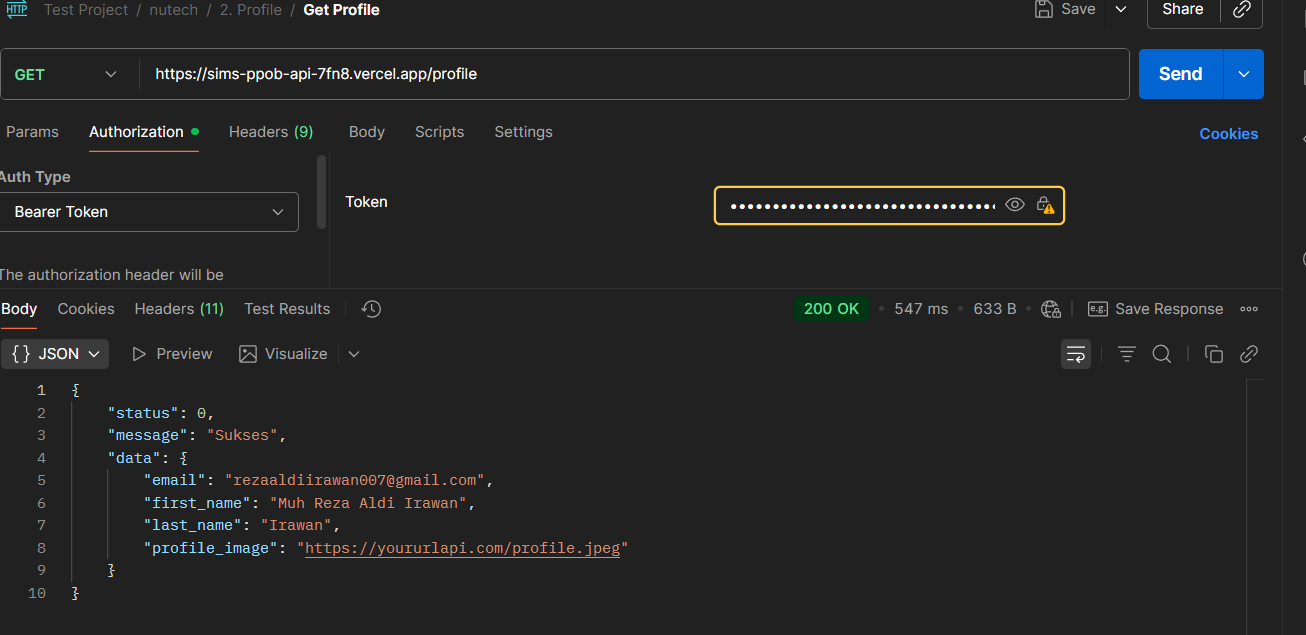 HTTP Test Project / nutech / 2. Profile / Get Profile Save Share
GET https://sims-ppob-api-7fn8.vercel.app/profile Send
Params Authorization Headers (9) Body Scripts Settings Cookies
Auth Type
Bearer Token
Token
The authorization header will be
Body Cookies Headers (11) Test Results 200 OK • 547 ms • 633 B • e.g. Save Response
{} JSON Preview Visualize
1 {
2 "status": 0,
3 "message": "Sukses",
4 "data": {
5 "email": "rezaaldiirawan007@gmail.com",
6 "first_name": "Muh Reza Aldi Irawan",
7 "last_name": "Irawan",
8 "profile_image": "https://yoururlapi.com/profile.jpeg"
9 }
10 }